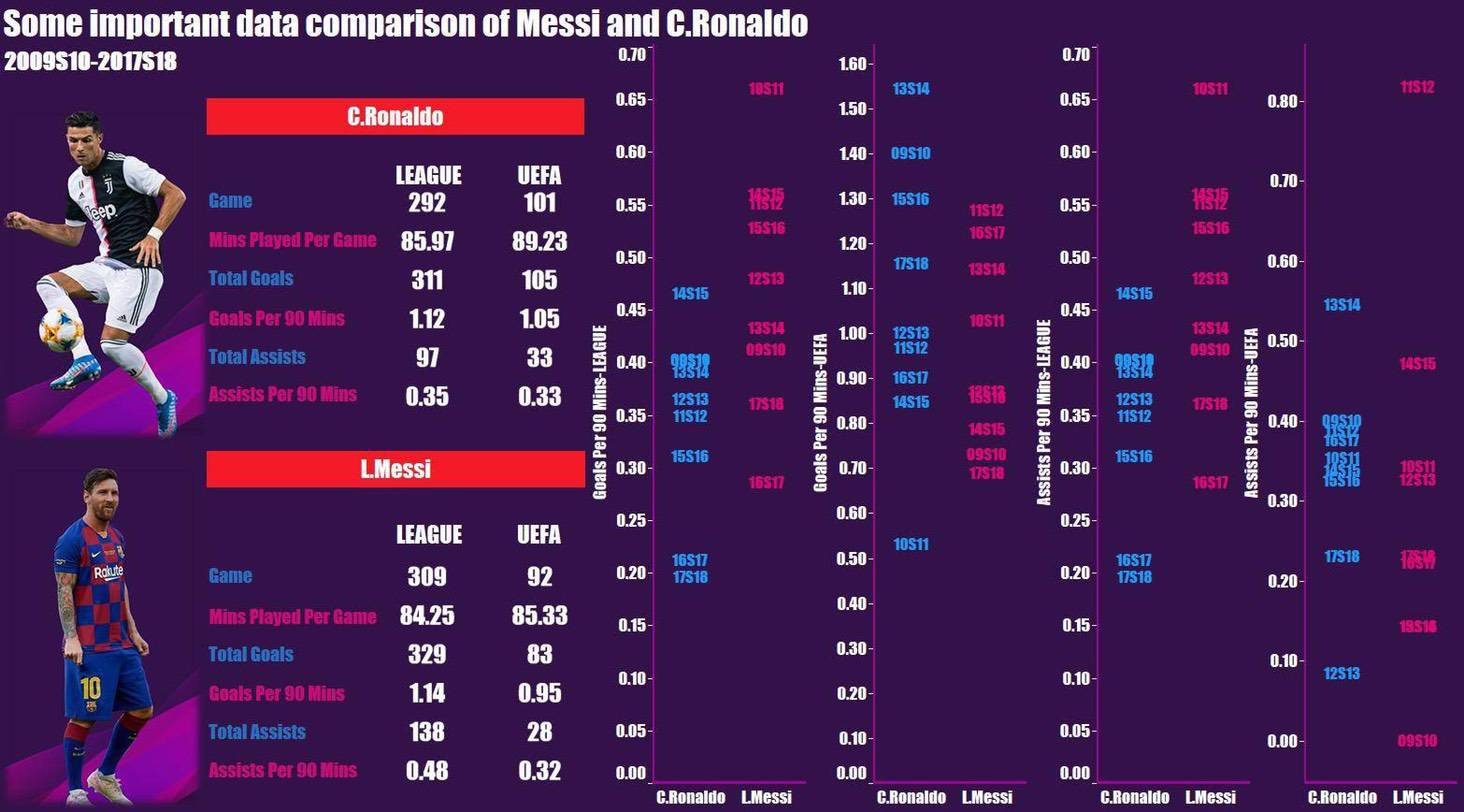 Some important data comparison of Messi and C.Ronaldo
2009S10-2017S18
C.Ronaldo
LEAGUE UEFA
Game 292 101
Mins Played Per Game 85.97 89.23
Total Goals 311 105
Goals Per 90 Mins 1.12 1.05
Total Assists 97 33
Assists Per 90 Mins 0.35 0.33
Jeep
L.Messi
LEAGUE UEFA
Game 309 92
Mins Played Per Game 84.25 85.33
Total Goals 329 83
Goals Per 90 Mins 1.14 0.95
Total Assists 138 28
Assists Per 90 Mins 0.48 0.32
Rakute
10
Goals Per 90 Mins-LEAGUE
0.70
0.65
0.60
0.55
0.50
0.45
0.40
0.35
0.30
0.25
0.20
0.15
0.10
0.05
0.00
14S15
09S10
13S14
12S13
11S12
15S16
16S17
17S18
10S11
14S15
11S12
15S16
12S13
13S14
09S10
17S18
16S17
C.Ronaldo L.Messi
Goals Per 90 Mins-UEFA
1.60
1.50
1.40
1.30
1.20
1.10
1.00
0.90
0.80
0.70
0.60
0.50
0.40
0.30
0.20
0.10
0.00
13S14
09S10
15S16
17S18
12S13
11S12
16S17
14S15
10S11
11S12
16S17
13S14
10S11
12S13
15S16
14S15
09S10
17S18
C.Ronaldo L.Messi
Assists Per 90 Mins-LEAGUE
0.70
0.65
0.60
0.55
0.50
0.45
0.40
0.35
0.30
0.25
0.20
0.15
0.10
0.05
0.00
14S15
09S10
13S14
12S13
11S12
15S16
16S17
17S18
10S11
14S15
11S12
15S16
12S13
13S14
09S10
17S18
16S17
C.Ronaldo L.Messi
Assists Per 90 Mins-UEFA
0.80
0.70
0.60
0.50
0.40
0.30
0.20
0.10
0.00
13S14
09S10
11S12
16S17
10S11
14S15
15S16
17S18
12S13
11S12
14S15
10S11
12S13
17S18
16S17
09S10
C.Ronaldo L.Messi